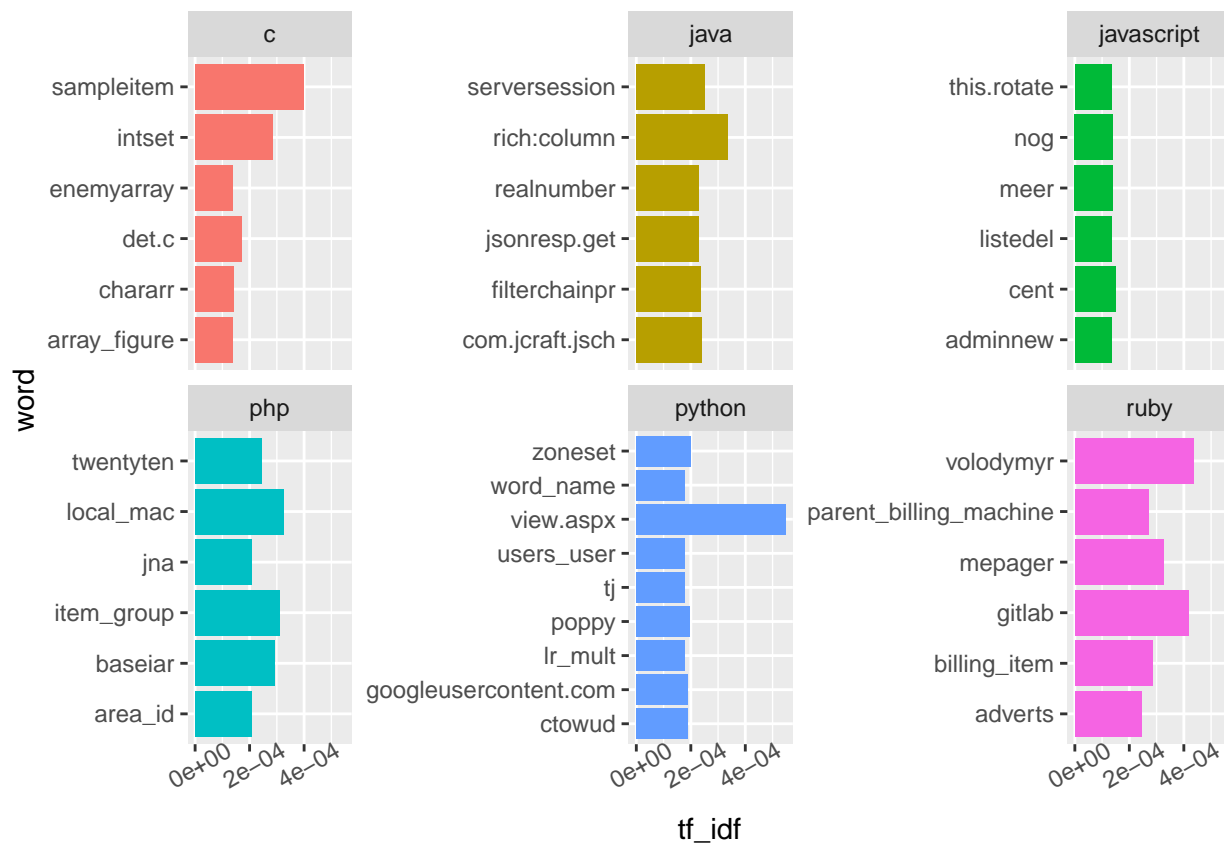 c
java
javascript
sampleitem
intset
enemyarray
det.c
chararr
array_figure
serversession
rich:column
realnumber
jsonresp.get
filterchainpr
com.jcraft.jsch
this.rotate
nog
meer
listedel
cent
adminnew
word
php
python
ruby
twentyten
local_mac
jna
item_group
baseiar
area_id
zoneset
word_name
view.aspx
users_user
tj
poppy
lr_mult
googleusercontent.com
ctowud
volodymyr
parent_billing_machine
mepager
gitlab
billing_item
adverts
0e+00 2e−04 4e−04
0e+00 2e−04 4e−04
0e+00 2e−04 4e−04
tf_idf